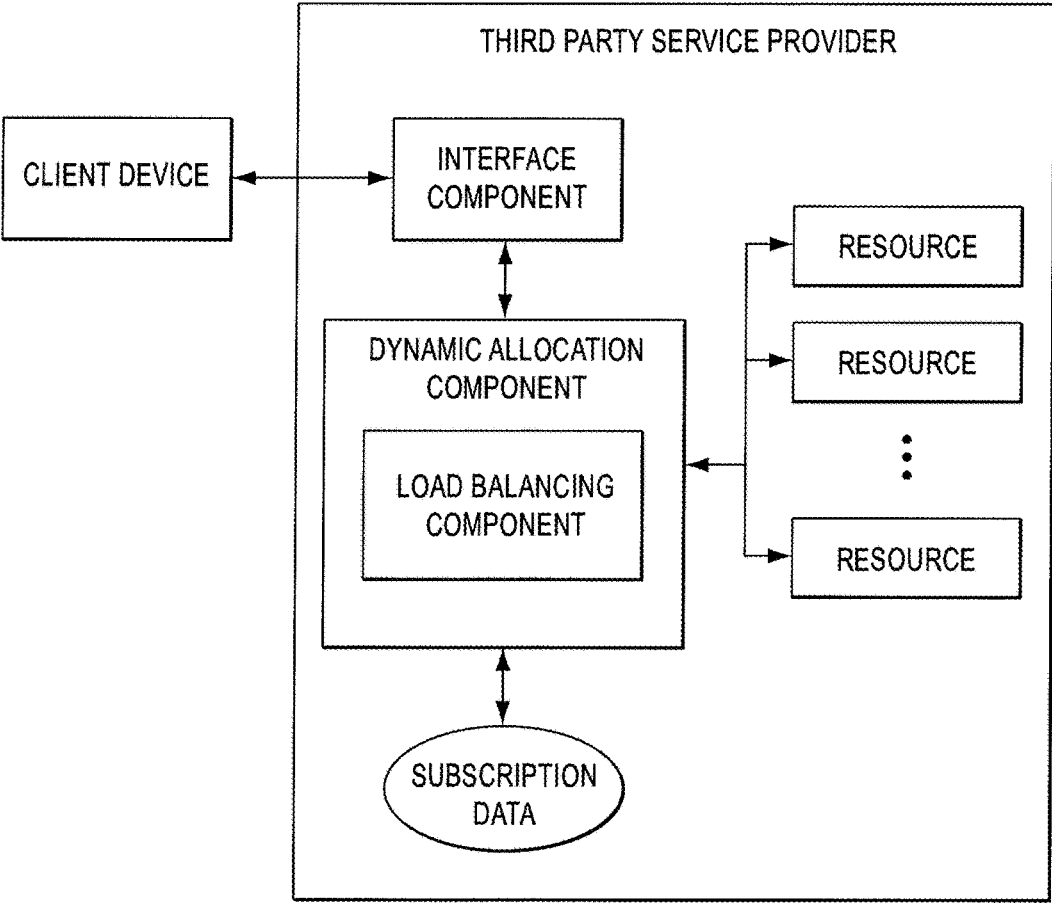 THIRD PARTY SERVICE PROVIDER
CLIENT DEVICE
INTERFACE
COMPONENT
RESOURCE
DYNAMIC ALLOCATION
COMPONENT
RESOURCE
LOAD BALANCING
COMPONENT
RESOURCE
SUBSCRIPTION
DATA